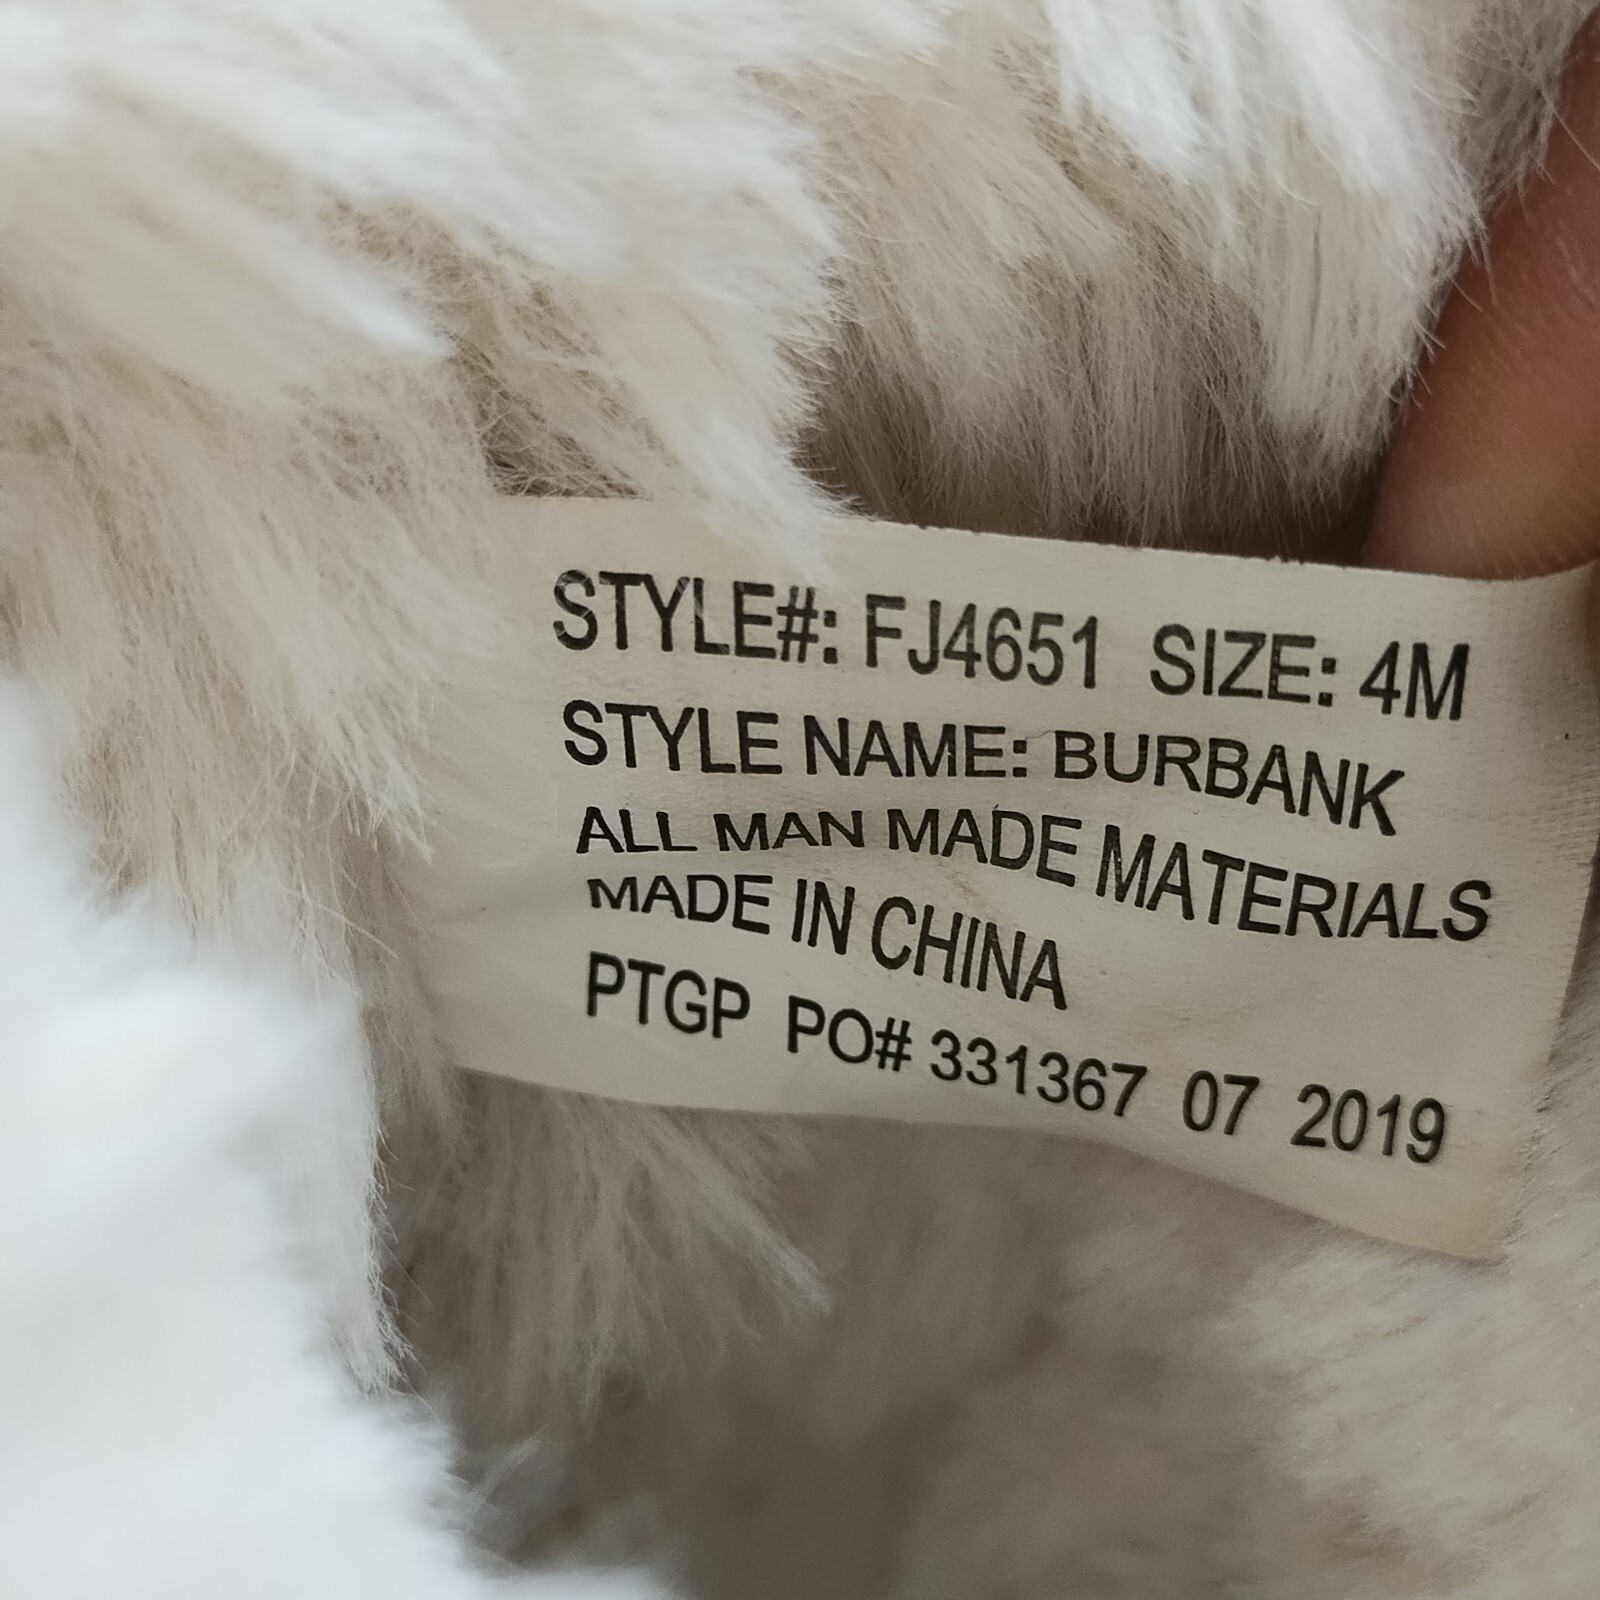 STYLE#: FJ4651 SIZE: 4M
STYLE NAME: BURBANK
ALL MAN MADE MATERIALS
MADE IN CHINA
PTGP PO# 331367 07 2019